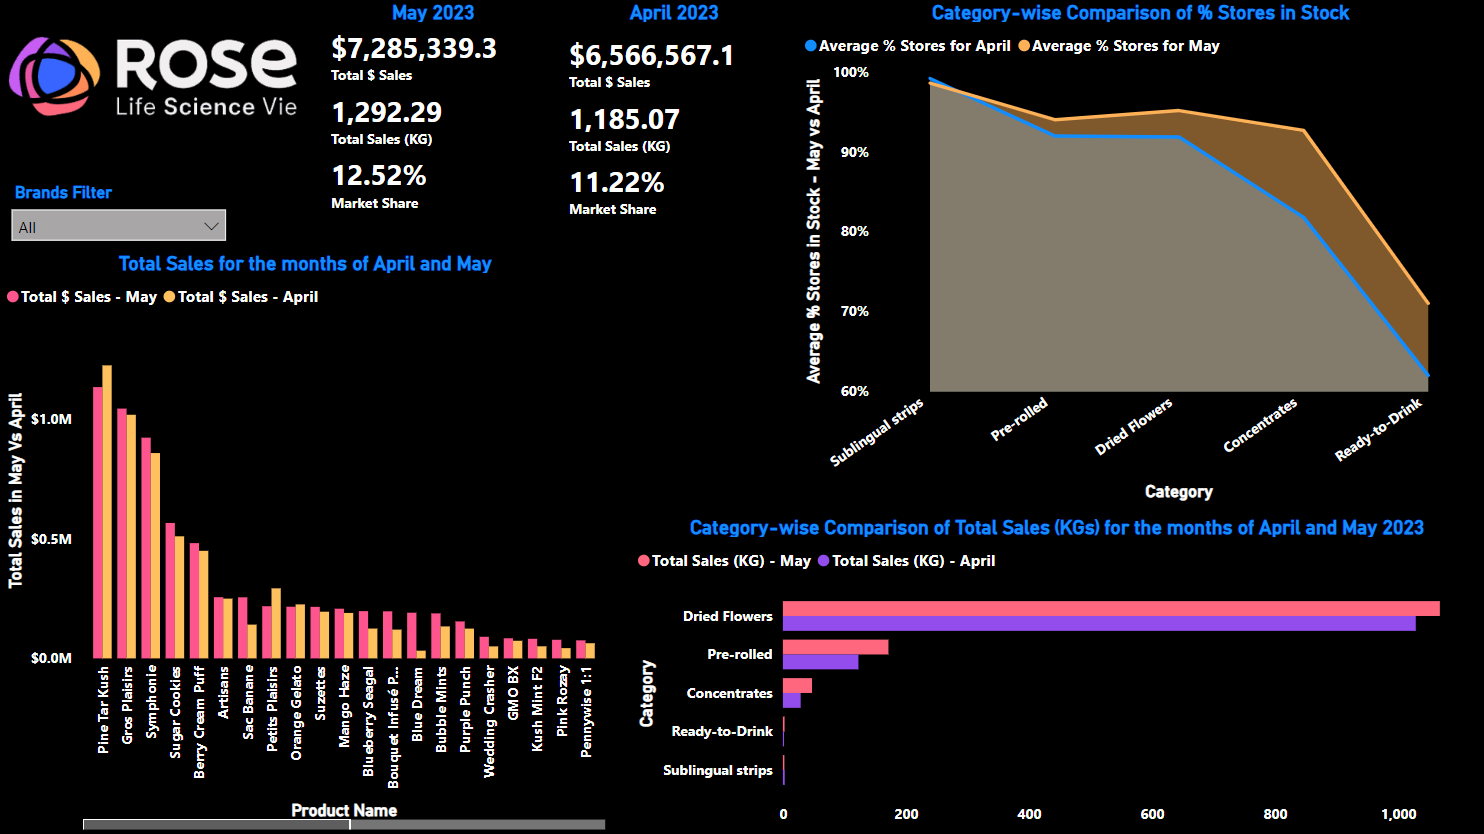 ROSe
Life Science Vie
May 2023
$7,285,339.3
Total $ Sales
1,292.29
Total Sales (KG)
12.52%
Market Share
April 2023
$6,566,567.1
Total $ Sales
1,185.07
Total Sales (KG)
11.22%
Market Share
Brands Filter
All
Total Sales for the months of April and May
Total $ Sales - May
Total $ Sales - April
Total Sales in May Vs April
$1.0M
$0.5M
$0.0M
Pine Tar Kush
Gros Plaisirs
Symphonie
Sugar Cookies
Berry Cream Puff
Artisans
Sac Banane
Petits Plaisirs
Orange Gelato
Suzettes
Mango Haze
Blueberry Seagal
Bouquet Infusé P...
Blue Dream
Bubble Mints
Purple Punch
Wedding Crasher
GMO BX
Kush Mint F2
Pink Rozay
Pennywise 1:1
Product Name
Category-wise Comparison of % Stores in Stock
Average % Stores for April
Average % Stores for May
Average % Stores in Stock - May vs April
100%
90%
80%
70%
60%
Sublingual strips
Pre-rolled
Dried Flowers
Concentrates
Ready-to-Drink
Category
Category-wise Comparison of Total Sales (KGs) for the months of April and May 2023
Total Sales (KG) - May
Total Sales (KG) - April
Category
Dried Flowers
Pre-rolled
Concentrates
Ready-to-Drink
Sublingual strips
0
200
400
600
800
1,000